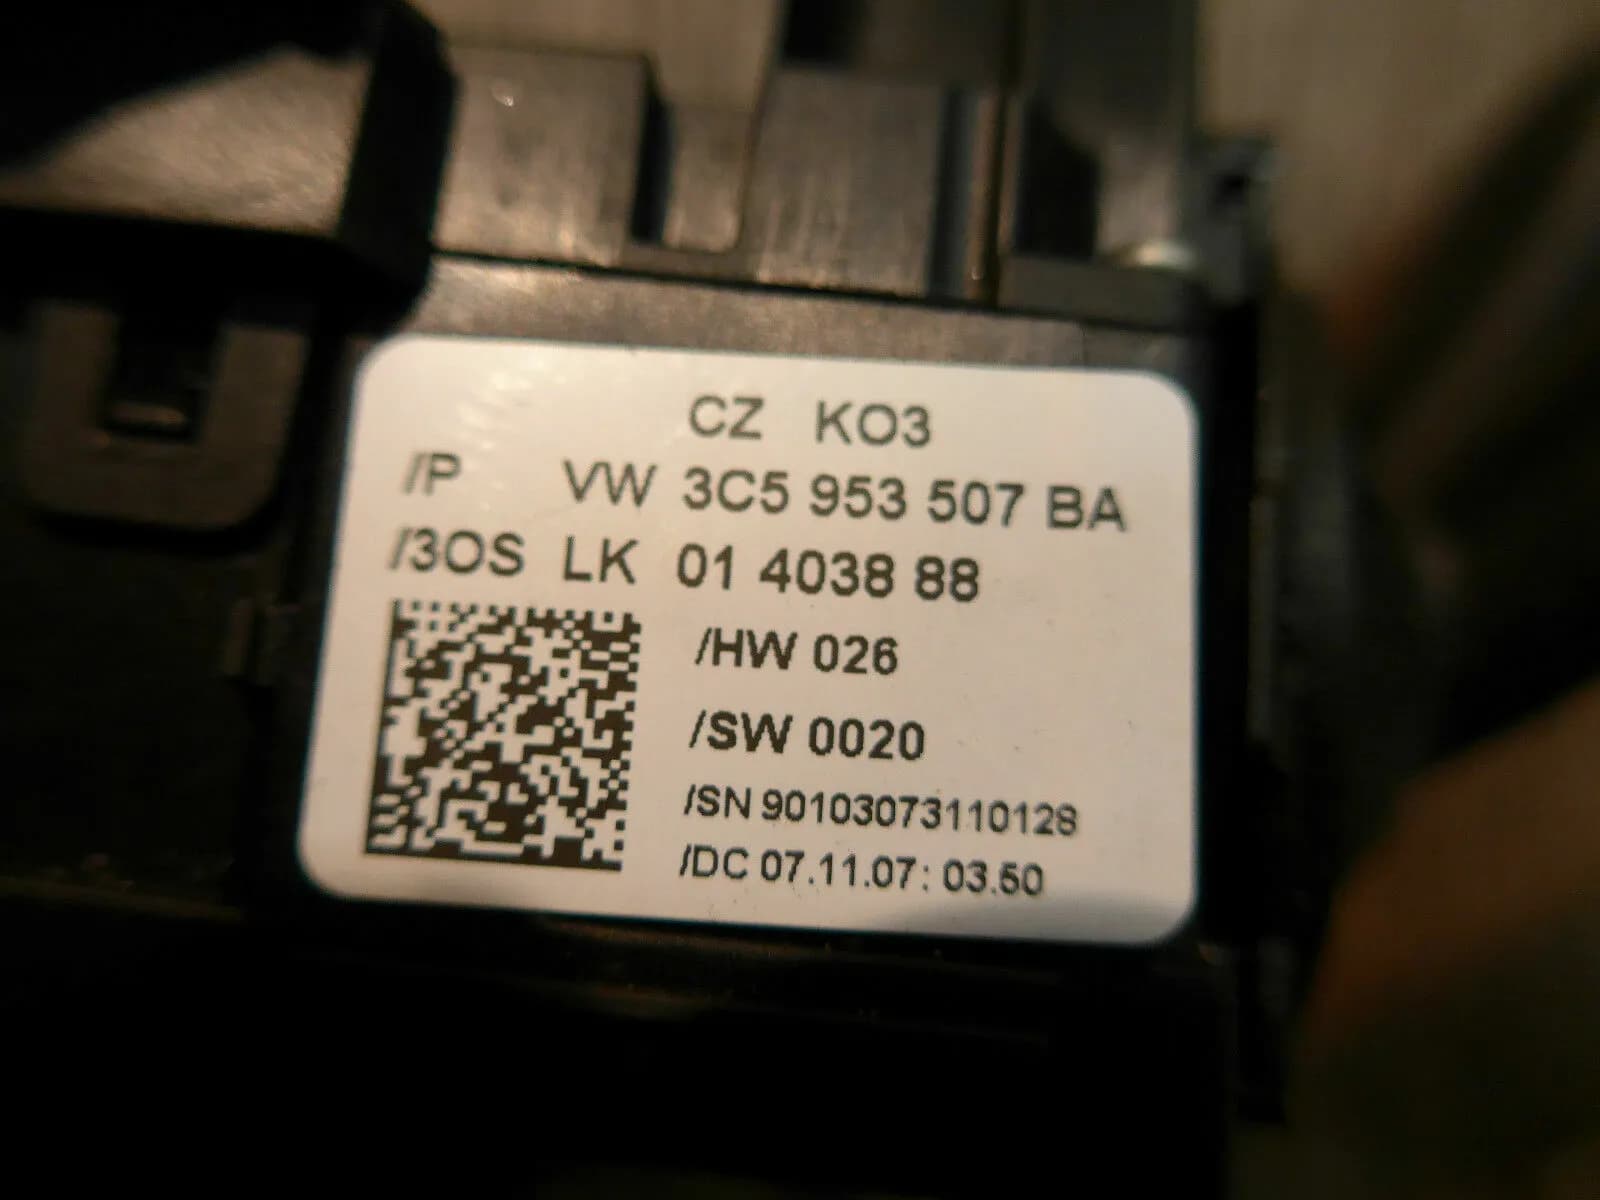 CZ KO3
/P VW 3C5 953 507 BA
/3OS LK 01 4038 88
/HW 026
/SW 0020
/SN 90103073110128
/DC 07.11.07: 03.50